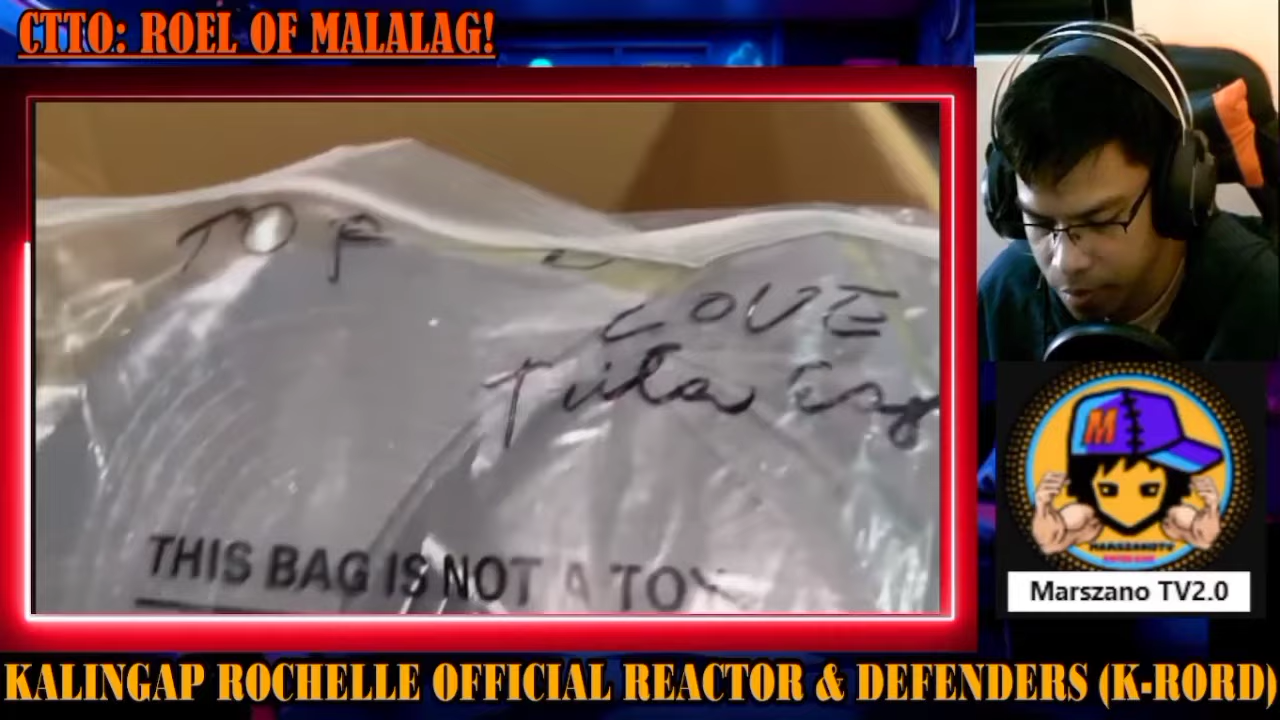 CTTO: ROEL OF MALALAG!
LOVE
THIS BAG IS NOT A TOY
M
MARSZANOTV
Marszano TV2.0
KALINGAP ROCHELLE OFFICIAL REACTOR & DEFENDERS (K-RORD)